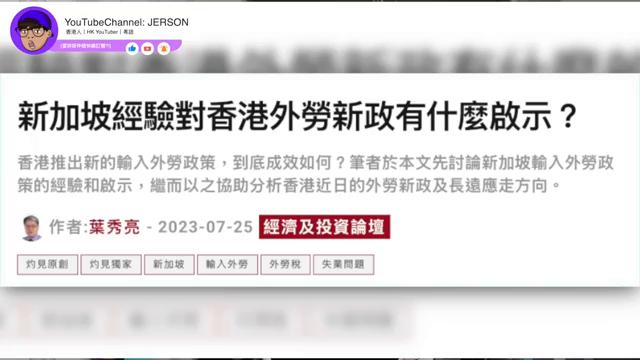 YouTubeChannel: JERSON
香港人 | HK YouTuber | 粵語
新加坡經驗對香港外勞新政有什麼啟示？
香港推出新的輸入外勞政策，到底成效如何？筆者於本文先討論新加坡輸入外勞政
策的經驗和啟示，繼而以之協助分析香港近日的外勞新政及長遠應走方向。
作者:葉秀亮 - 2023-07-25 經濟及投資論壇
灼見原創 灼見獨家 新加坡 輸入外勞 外勞稅 失業問題